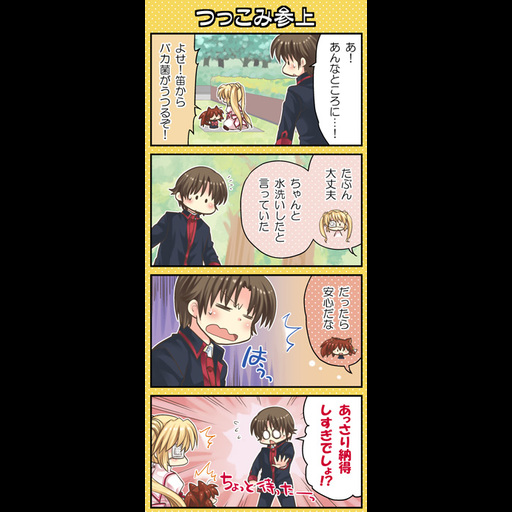 つっこみ参上
あ!
あんなところに…!
よせ!笛から
バカ菌がうつるぞ!
たぶん
大丈夫
ちゃんと
水洗いしたと
言っていた
だったら
安心だな
はぅっ
あっさり納得
しすぎでしょ!?
ちょっと待ったーっ